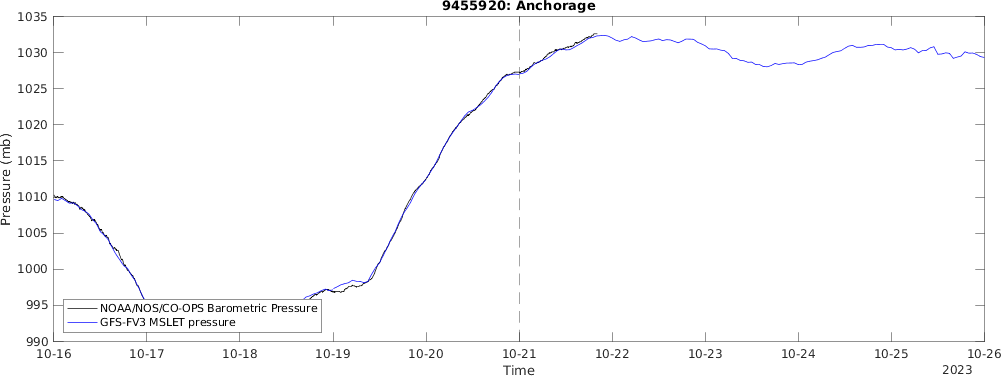 9455920: Anchorage
1035
1030
1025
1020
1015
1010
1005
1000
995
990
Pressure (mb)
NOAA/NOS/CO-OPS Barometric Pressure
GFS-FV3 MSLET pressure
10-16 10-17 10-18 10-19 10-20 10-21 10-22 10-23 10-24 10-25 10-26
Time
2023